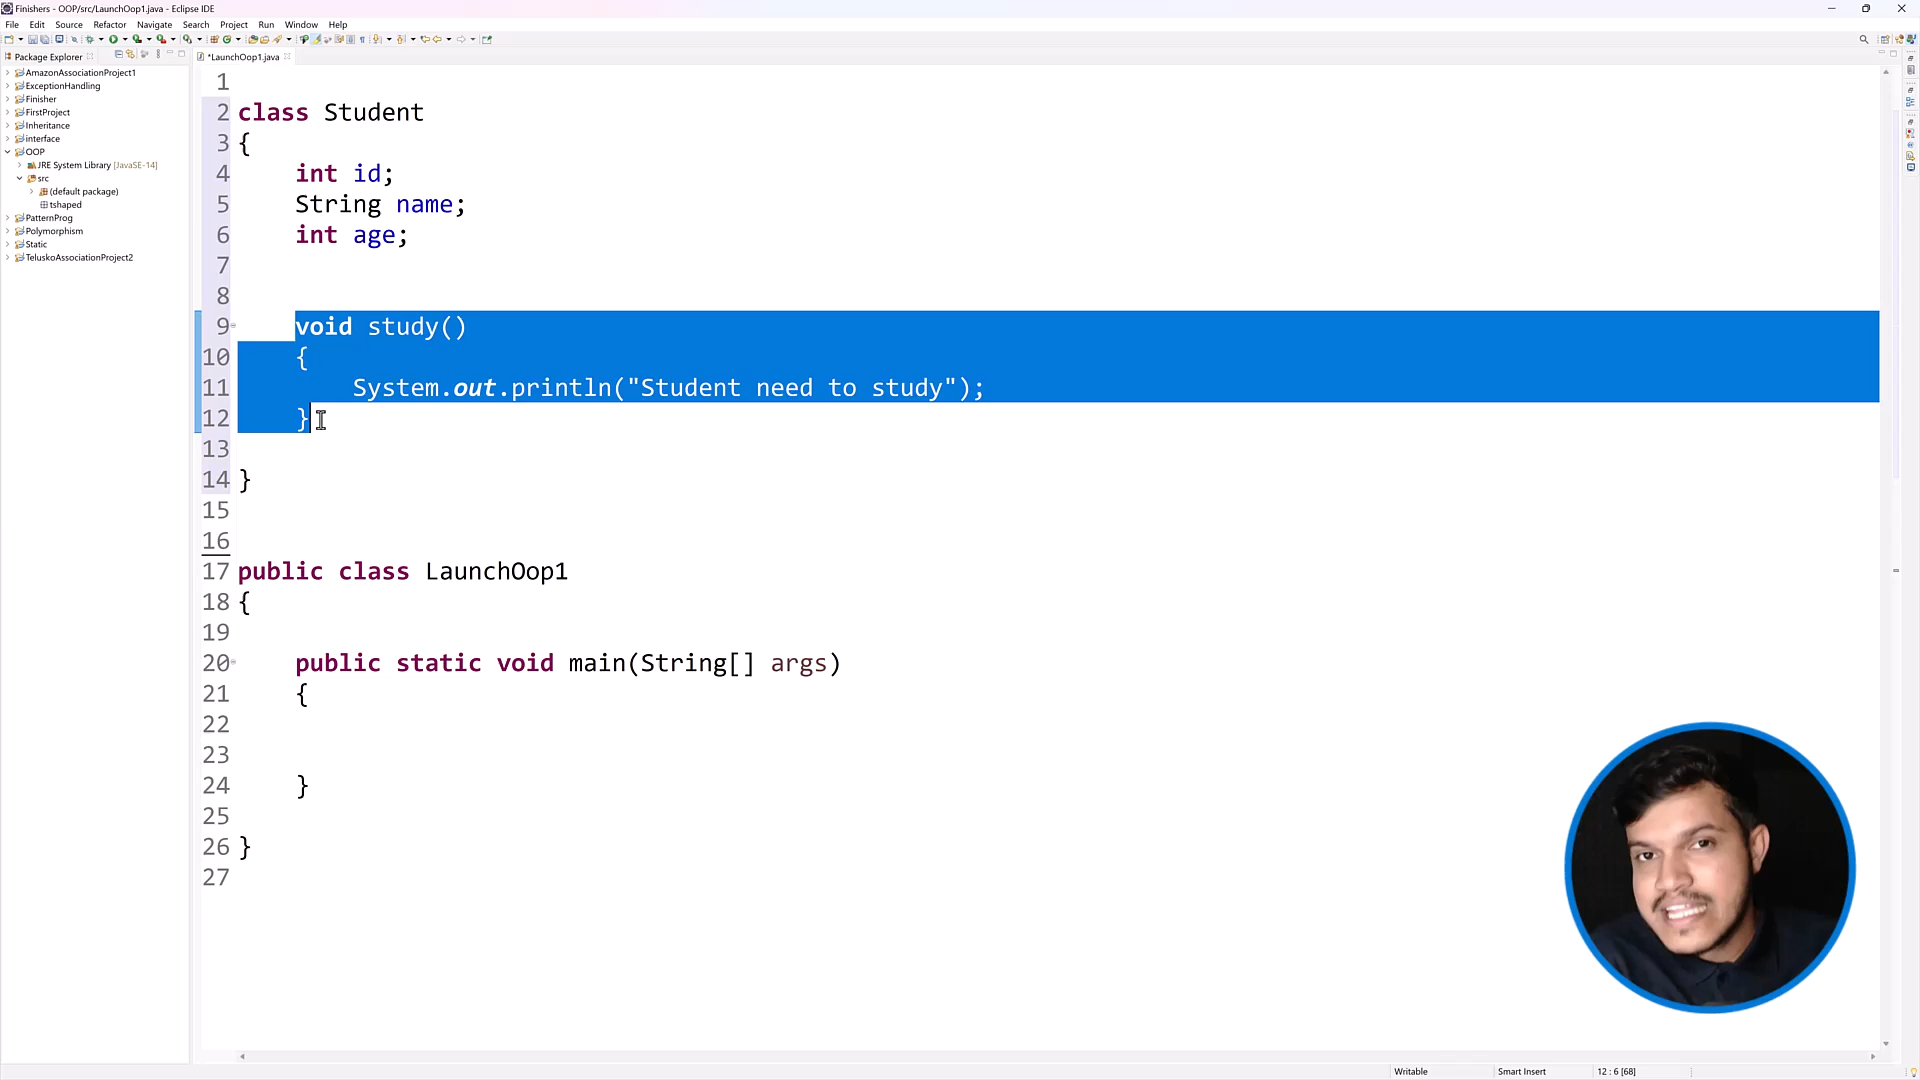 Finishers - OOP/src/LaunchOop1.java - Eclipse IDE
File Edit Source Refactor Navigate Search Project Run Window Help
Package Explorer
*LaunchOop1.java
AmazonAssociationProject1
ExceptionHandling
Finisher
FirstProject
Inheritance
interface
OOP
JRE System Library [JavaSE-14]
src
(default package)
tshaped
PatternProg
Polymorphism
Static
TeluskoAssociationProject2
1
2 class Student
3 {
4 int id;
5 String name;
6 int age;
7
8
9 void study()
10 {
11 System.out.println("Student need to study");
12 }
13
14 }
15
16
17 public class LaunchOop1
18 {
19
20 public static void main(String[] args)
21 {
22
23
24 }
25
26 }
27
Writable Smart Insert 12 : 6 [68]